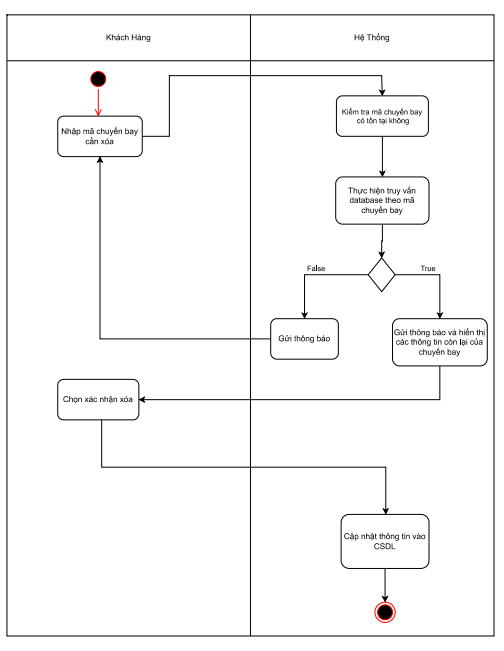 Khách Hàng
Hệ Thống
Nhập mã chuyến bay
cần xóa
Kiểm tra mã chuyến bay
có tồn tại không
Thực hiện truy vấn
database theo mã
chuyến bay
False
True
Gửi thông báo
Gửi thông báo và hiển thị
các thông tin còn lại của
chuyến bay
Chọn xác nhận xóa
Cập nhật thông tin vào
CSDL